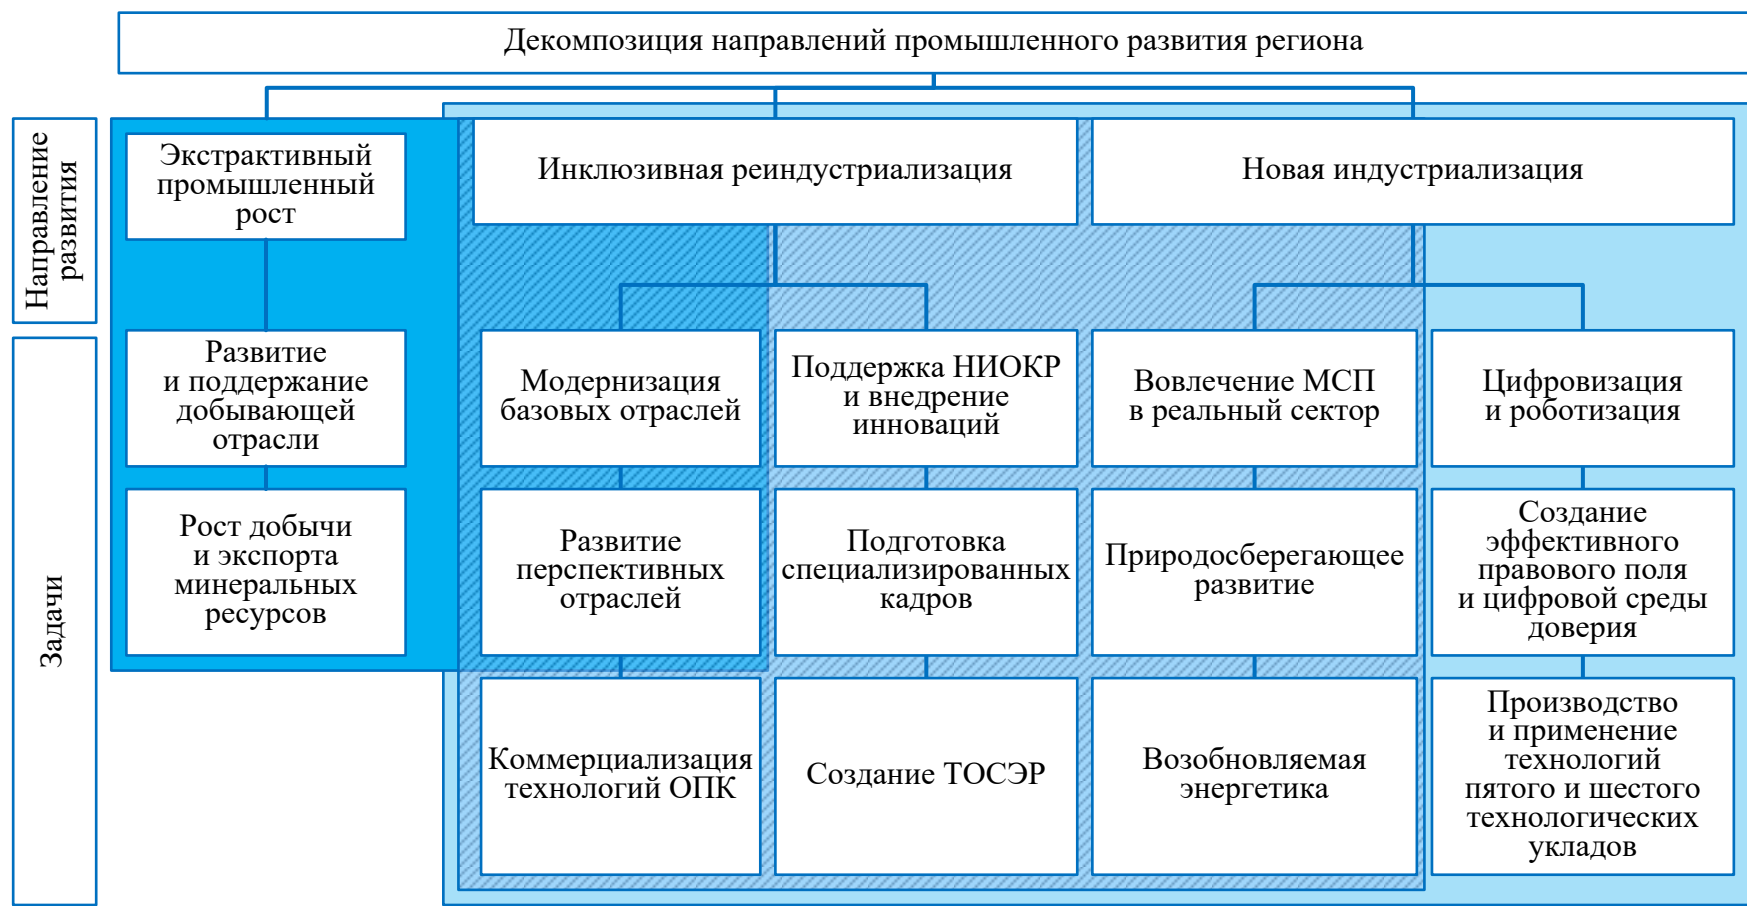 Декомпозиция направлений промышленного развития региона
Направление
развития
Экстрактивный
промышленный
рост
Инклюзивная реиндустриализация
Новая индустриализация
Задачи
Развитие
и поддержание
добывающей
отрасли
Модернизация
базовых отраслей
Поддержка НИОКР
и внедрение
инноваций
Вовлечение МСП
в реальный сектор
Цифровизация
и роботизация
Рост добычи
и экспорта
минеральных
ресурсов
Развитие
перспективных
отраслей
Подготовка
специализированных
кадров
Природосберегающее
развитие
Создание
эффективного
правового поля
и цифровой среды
доверия
Коммерциализация
технологий ОПК
Создание ТОСЭР
Возобновляемая
энергетика
Производство
и применение
технологий
пятого и шестого
технологических
укладов